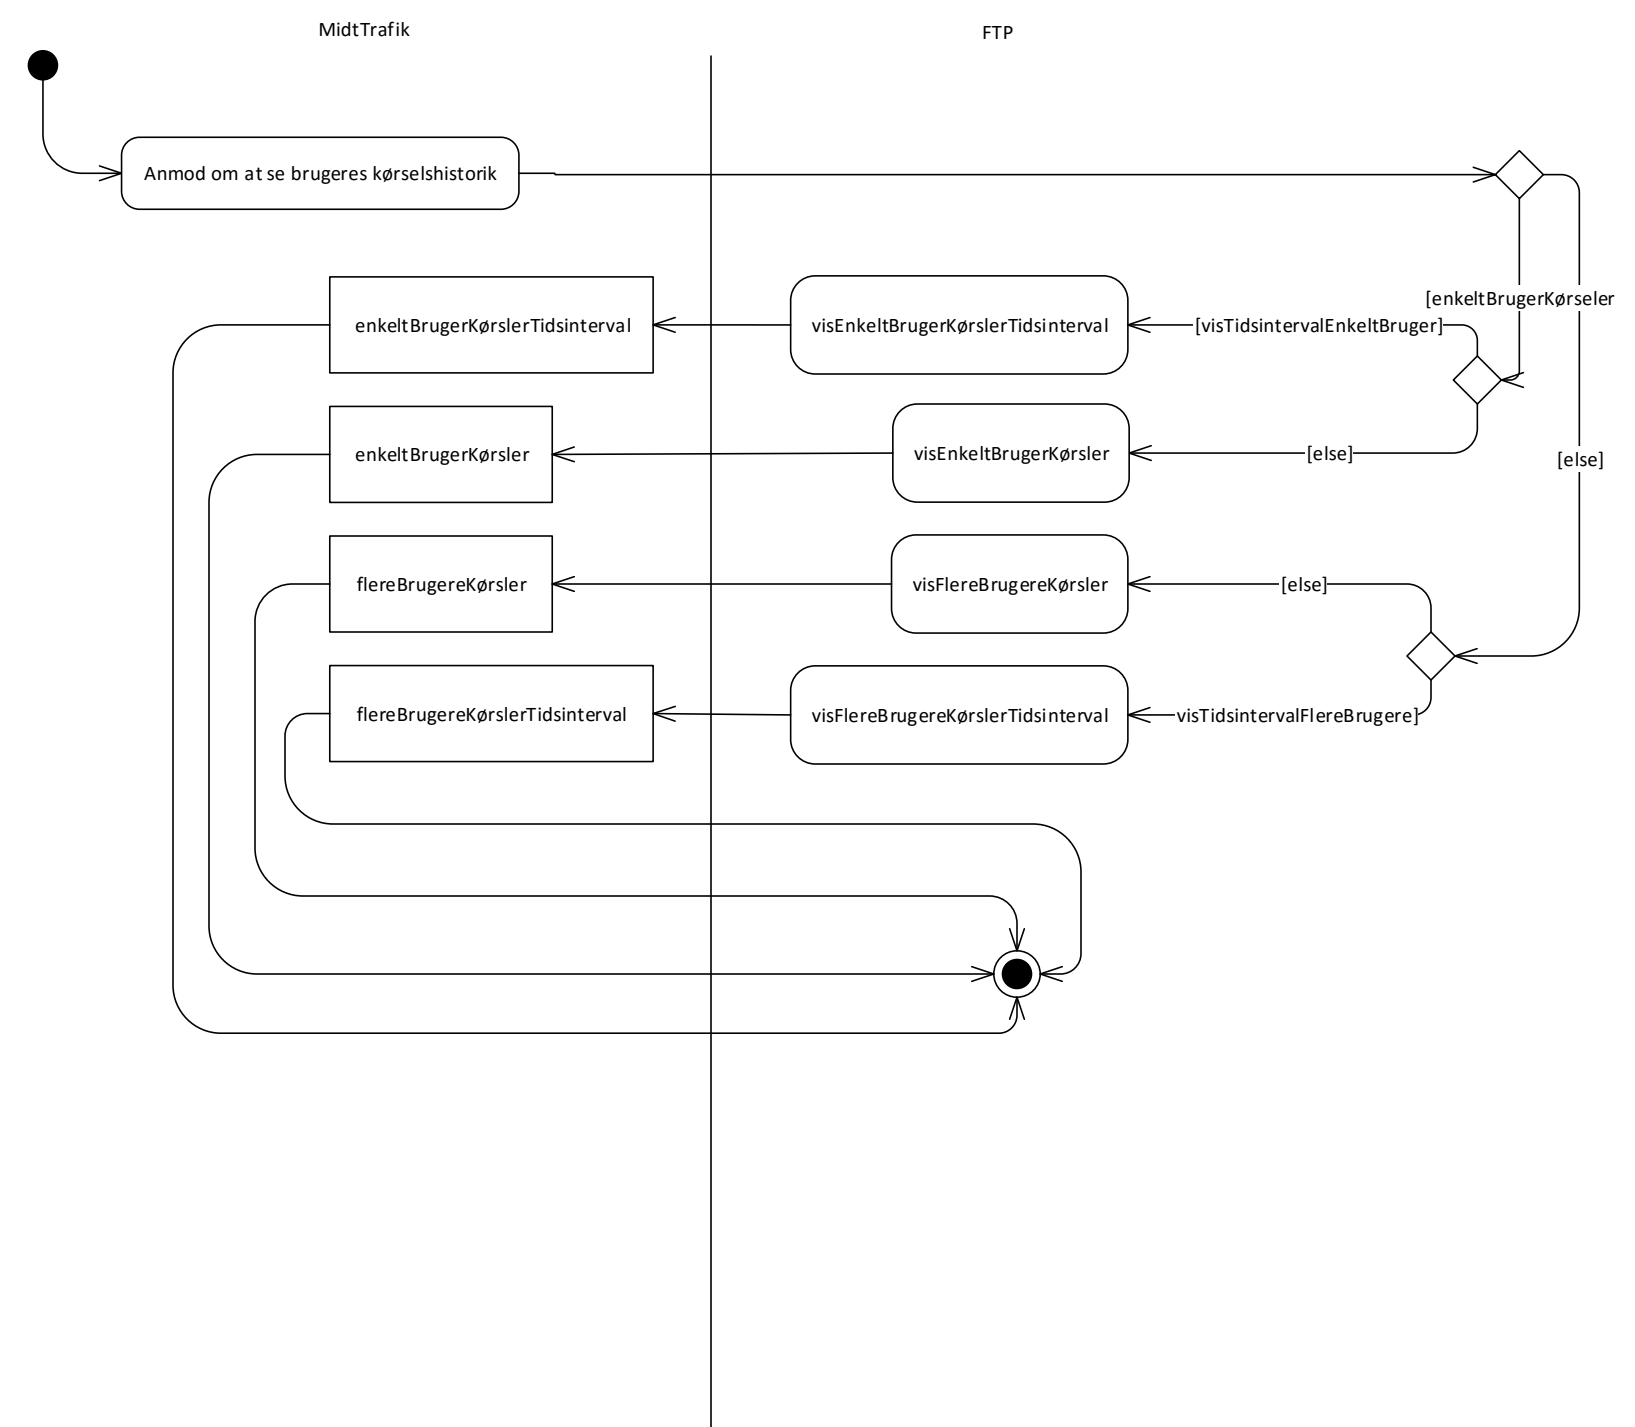 MidtTrafik
FTP
Anmod om at se brugeres kørselshistorik
[enkeltBrugerKørseler
enkeltBrugerKørslerTidsinterval
visEnkeltBrugerKørslerTidsinterval
[visTidsintervalEnkeltBruger]
enkeltBrugerKørsler
visEnkeltBrugerKørsler
[else]
[else]
flereBrugereKørsler
visFlereBrugereKørsler
[else]
flereBrugereKørslerTidsinterval
visFlereBrugereKørslerTidsinterval
visTidsintervalFlereBrugere]